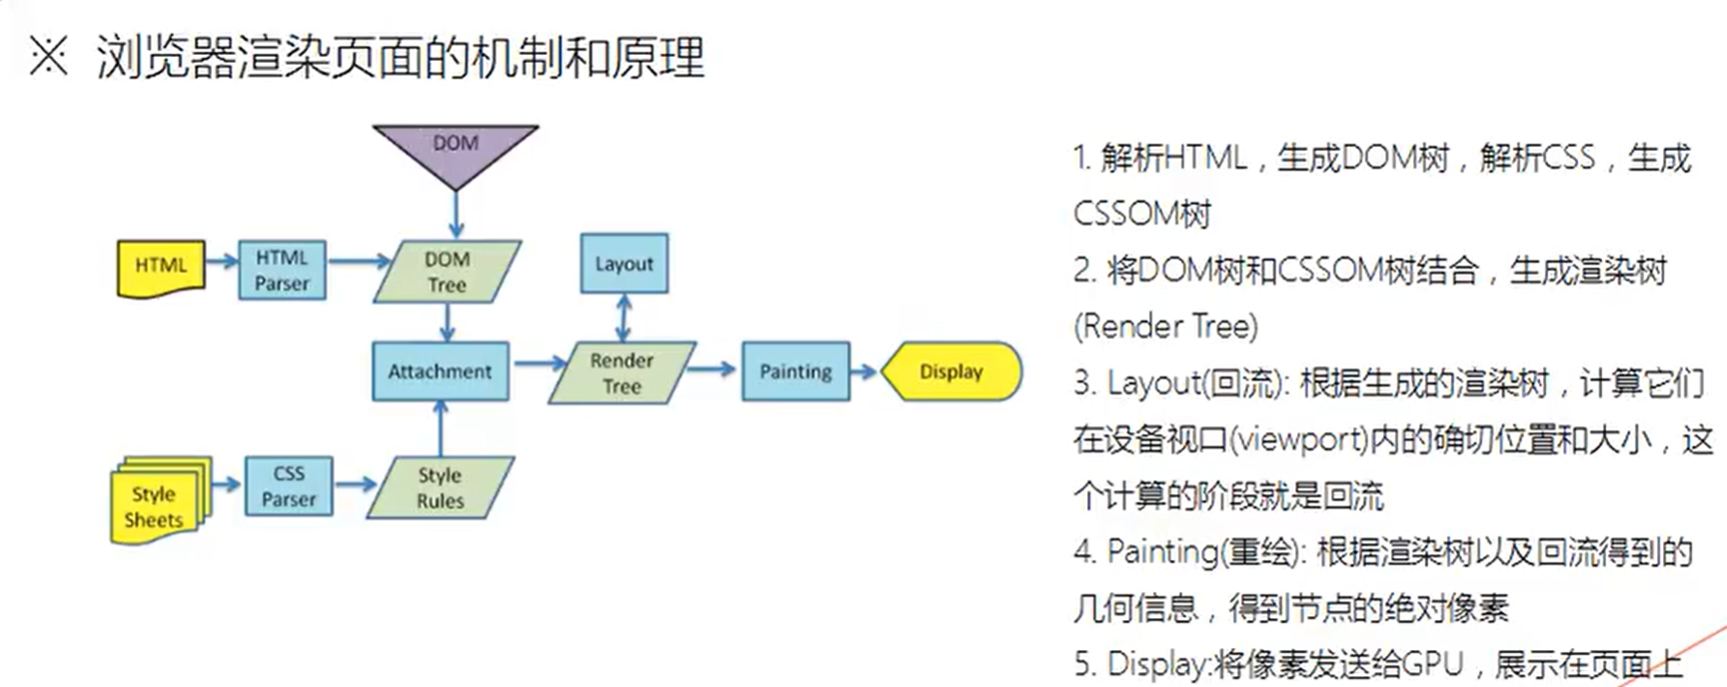 ※ 浏览器渲染页面的机制和原理
DOM
HTML
HTML
Parser
DOM
Tree
Layout
Attachment
Render
Tree
Painting
Display
Style
Sheets
CSS
Parser
Style
Rules
1. 解析HTML，生成DOM树，解析CSS，生成
CSSOM树
2. 将DOM树和CSSOM树结合，生成渲染树
(Render Tree)
3. Layout(回流): 根据生成的渲染树，计算它们
在设备视口(viewport)内的确切位置和大小，这
个计算的阶段就是回流
4. Painting(重绘): 根据渲染树以及回流得到的
几何信息，得到节点的绝对像素
5. Display:将像素发送给GPU，展示在页面上